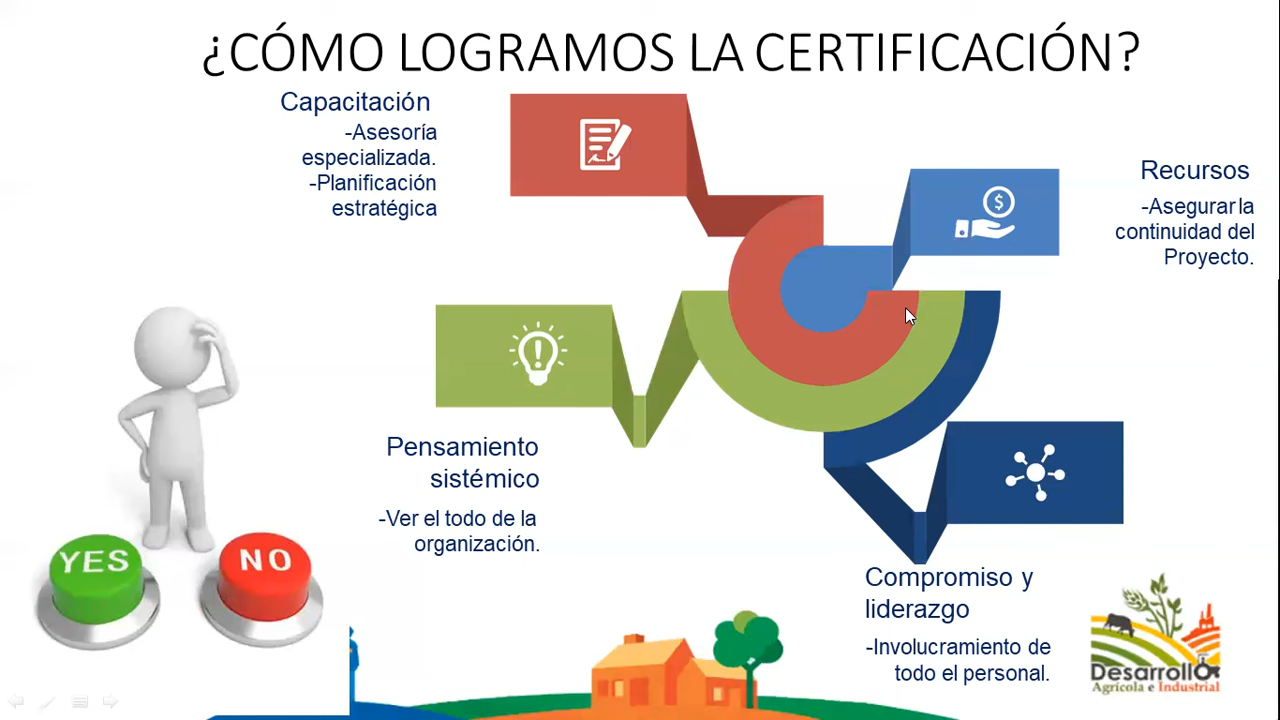 ¿CÓMO LOGRAMOS LA CERTIFICACIÓN?
Capacitación
-Asesoría
especializada.
-Planificación
estratégica
Recursos
-Asegurar la
continuidad del
Proyecto.
$
Pensamiento
sistémico
-Ver el todo de la
organización.
YES
NO
Compromiso y
liderazgo
-Involucramiento de
todo el personal.
Desarrollo
Agrícola e Industrial